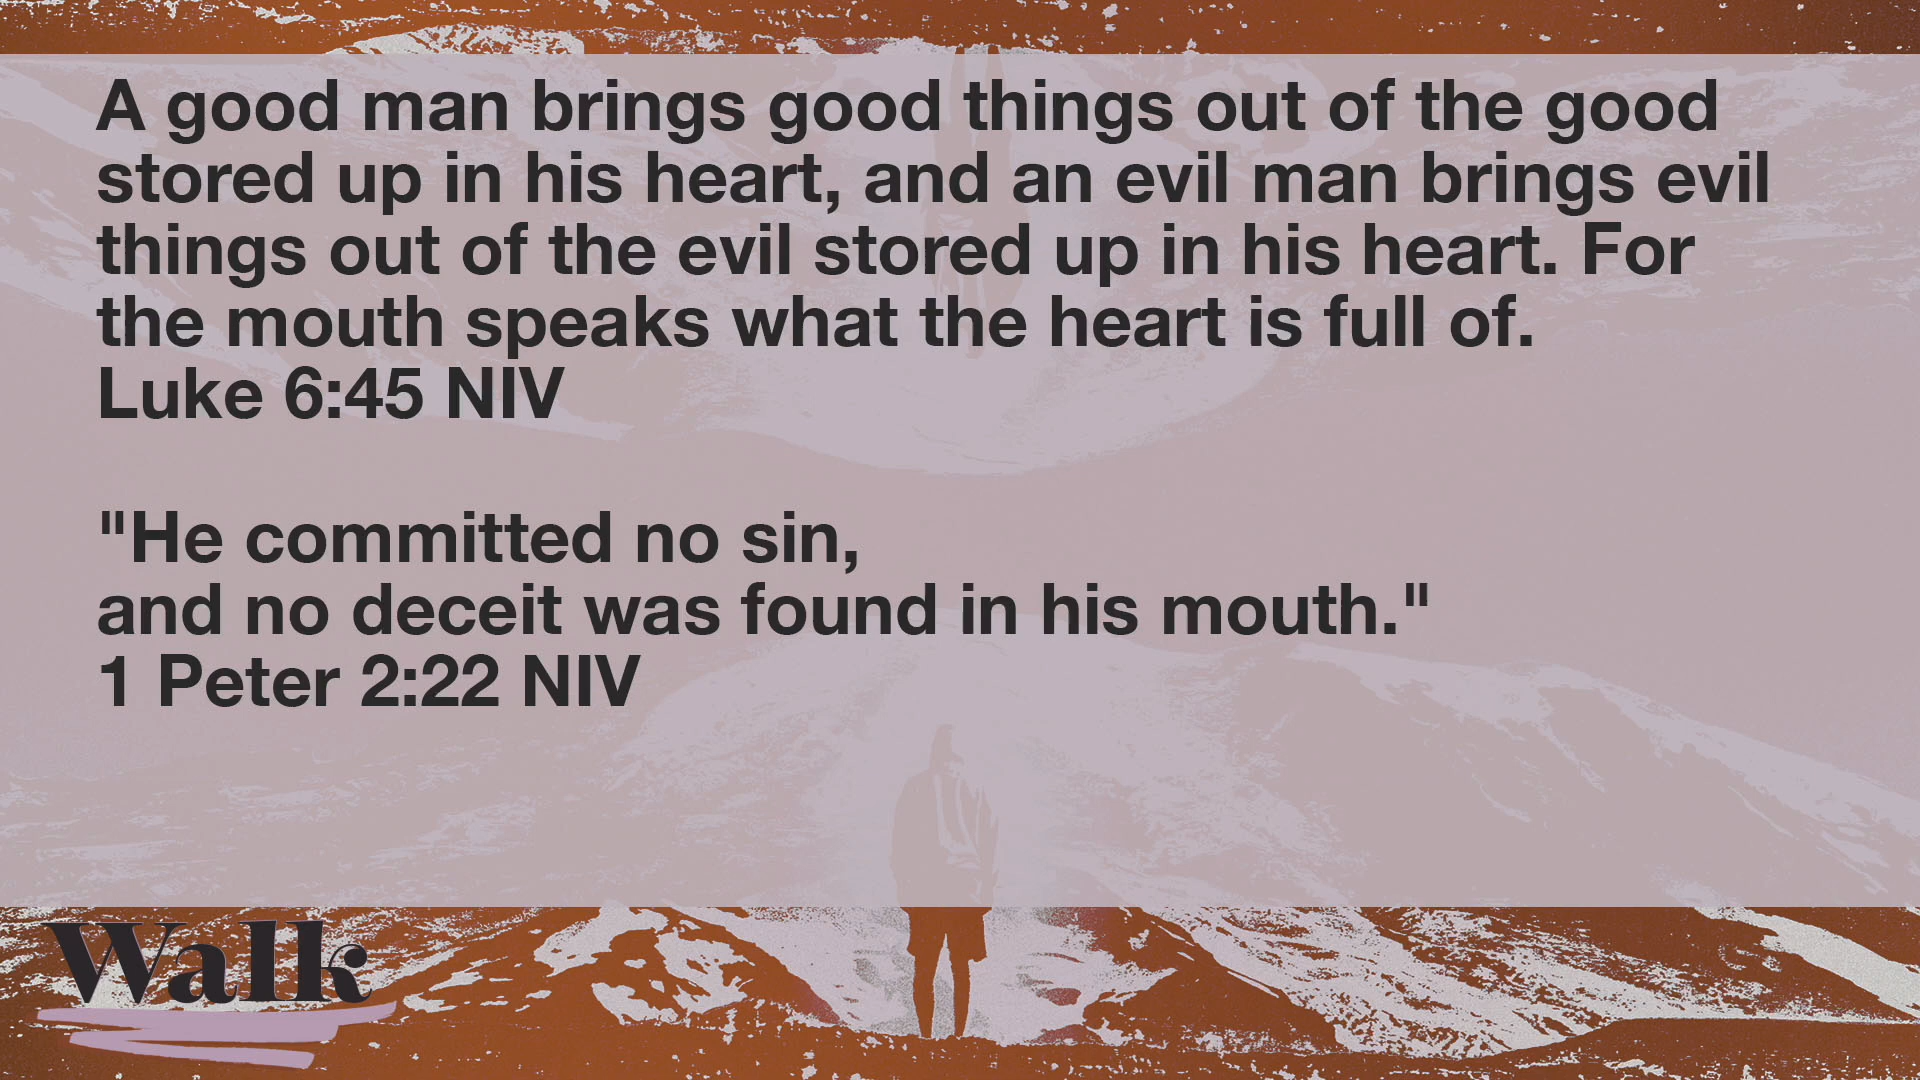 A good man brings good things out of the good
stored up in his heart, and an evil man brings evil
things out of the evil stored up in his heart. For
the mouth speaks what the heart is full of.
Luke 6:45 NIV
"He committed no sin,
and no deceit was found in his mouth."
1 Peter 2:22 NIV
Walk